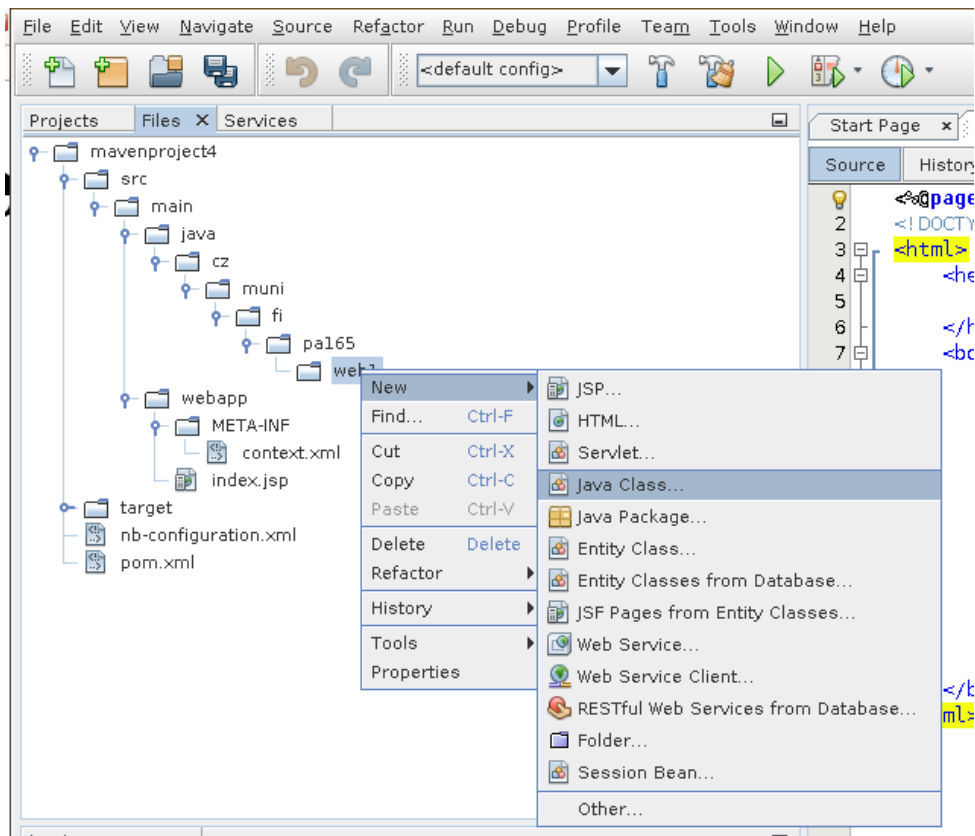 File Edit View Navigate Source Refactor Run Debug Profile Team Tools Window Help
<default config>
Projects Files X Services
Start Page x
mavenproject4
src
main
java
cz
muni
fi
pa165
web1
webapp
META-INF
context.xml
index.jsp
target
nb-configuration.xml
pom.xml
New
Find... Ctrl-F
Cut Ctrl-X
Copy Ctrl-C
Paste Ctrl-V
Delete Delete
Refactor
History
Tools
Properties
JSP...
HTML...
Servlet...
Java Class...
Java Package...
Entity Class...
Entity Classes from Database...
JSF Pages from Entity Classes...
Web Service...
Web Service Client...
RESTful Web Services from Database...
Folder...
Session Bean...
Other...
Source History
<%@page
2 <!DOCTY
3 <html>
4 <he
5
6 </h
7 <bo
</b
ml>